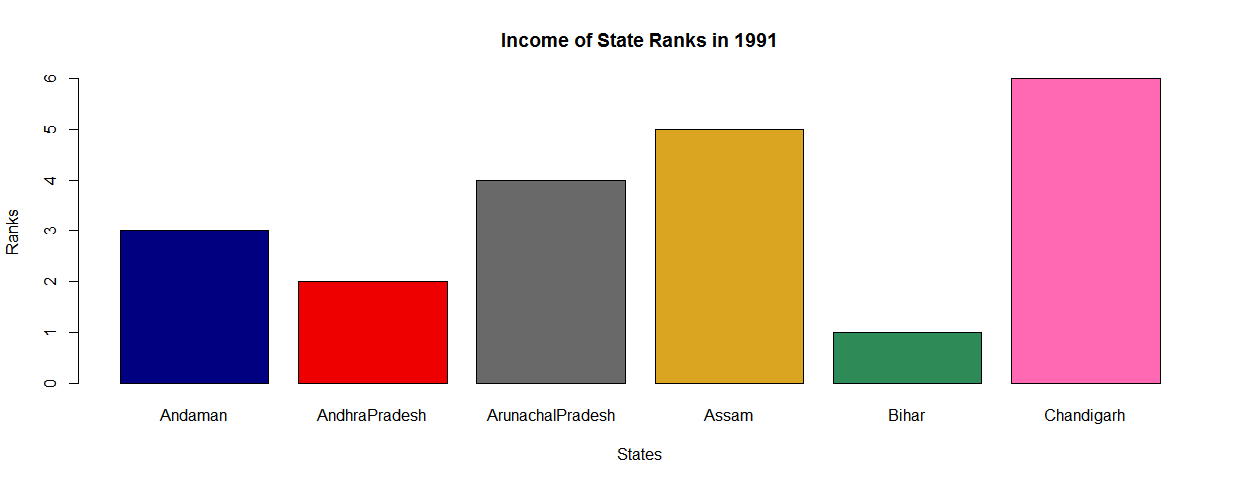 Income of State Ranks in 1991
6
5
4
3
2
1
0
Ranks
Andaman AndhraPradesh ArunachalPradesh Assam Bihar Chandigarh
States